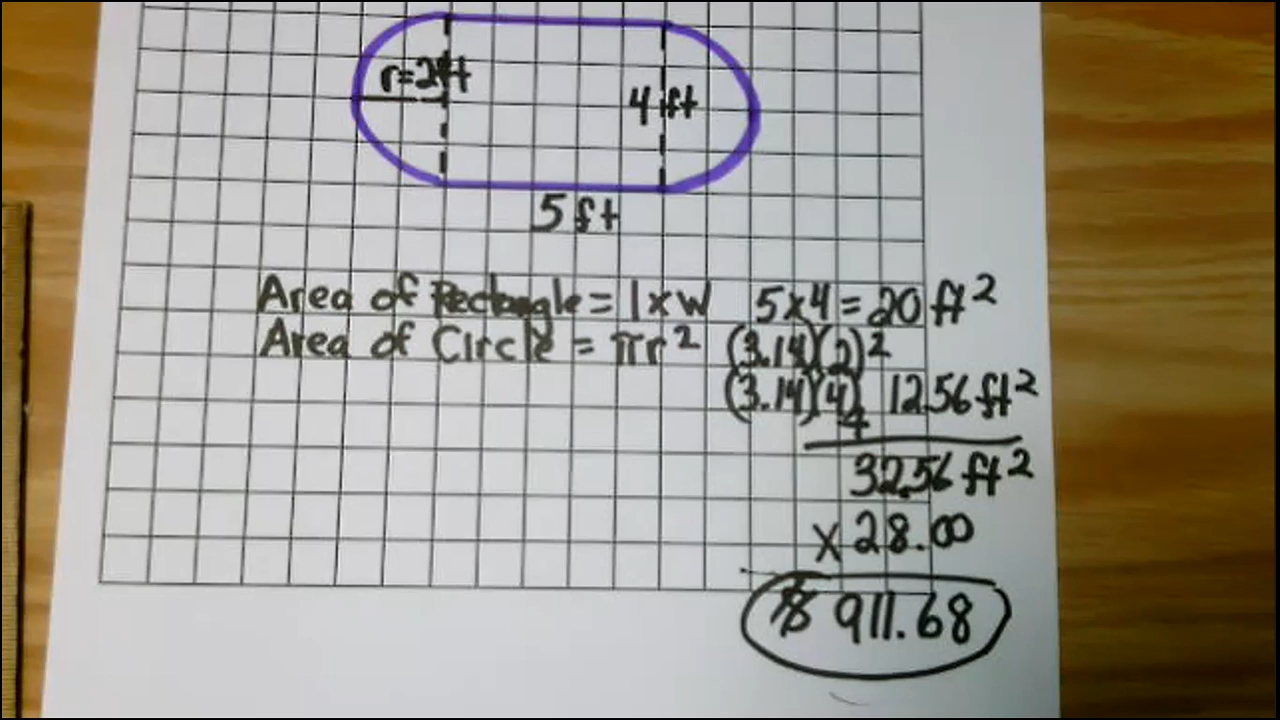 r=2ft
4 ft
5 ft
Area of Rectangle = l x w 5x4=20 ft²
Area of Circle = πr² (3.14)(2)²
(3.14)(4) 12.56 ft²
+
32.56 ft²
x 28.00
$ 911.68